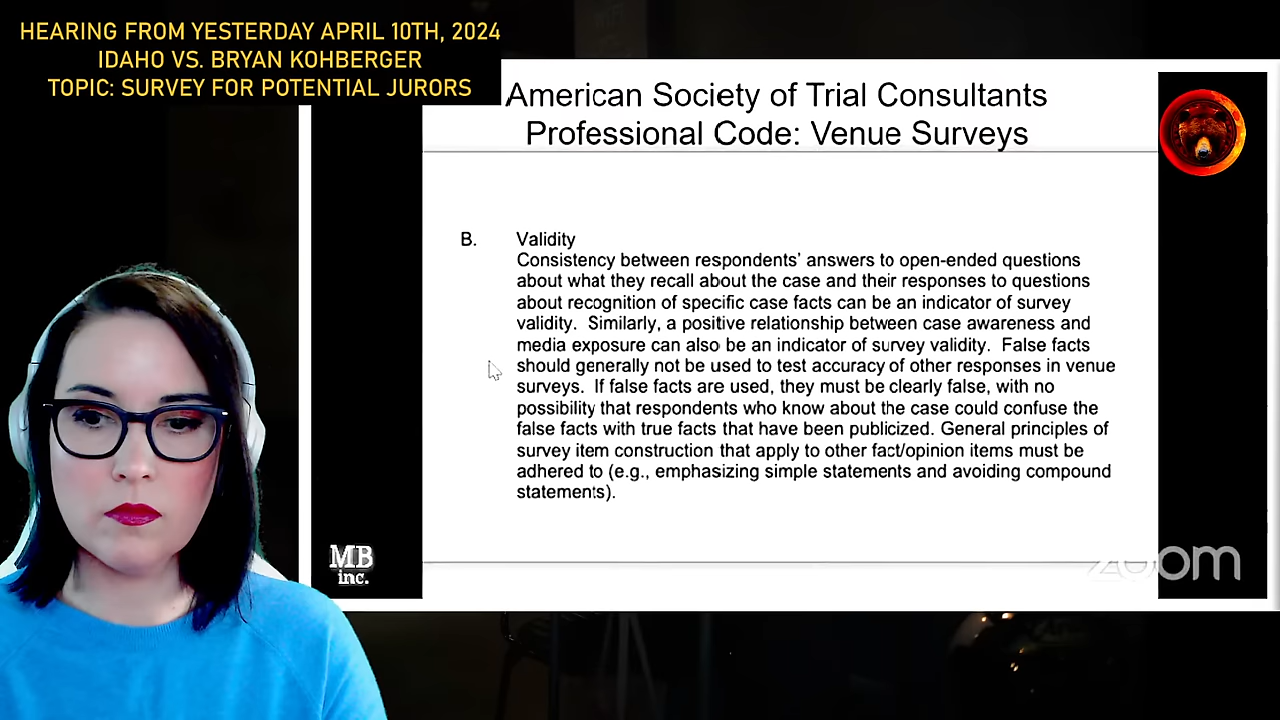 HEARING FROM YESTERDAY APRIL 10TH, 2024
IDAHO VS. BRYAN KOHBERGER
TOPIC: SURVEY FOR POTENTIAL JURORS
American Society of Trial Consultants
Professional Code: Venue Surveys
B. Validity
Consistency between respondents' answers to open-ended questions
about what they recall about the case and their responses to questions
about recognition of specific case facts can be an indicator of survey
validity. Similarly, a positive relationship between case awareness and
media exposure can also be an indicator of survey validity. False facts
should generally not be used to test accuracy of other responses in venue
surveys. If false facts are used, they must be clearly false, with no
possibility that respondents who know about the case could confuse the
false facts with true facts that have been publicized. General principles of
survey item construction that apply to other fact/opinion items must be
adhered to (e.g., emphasizing simple statements and avoiding compound
statements).
MB
inc.
zoom